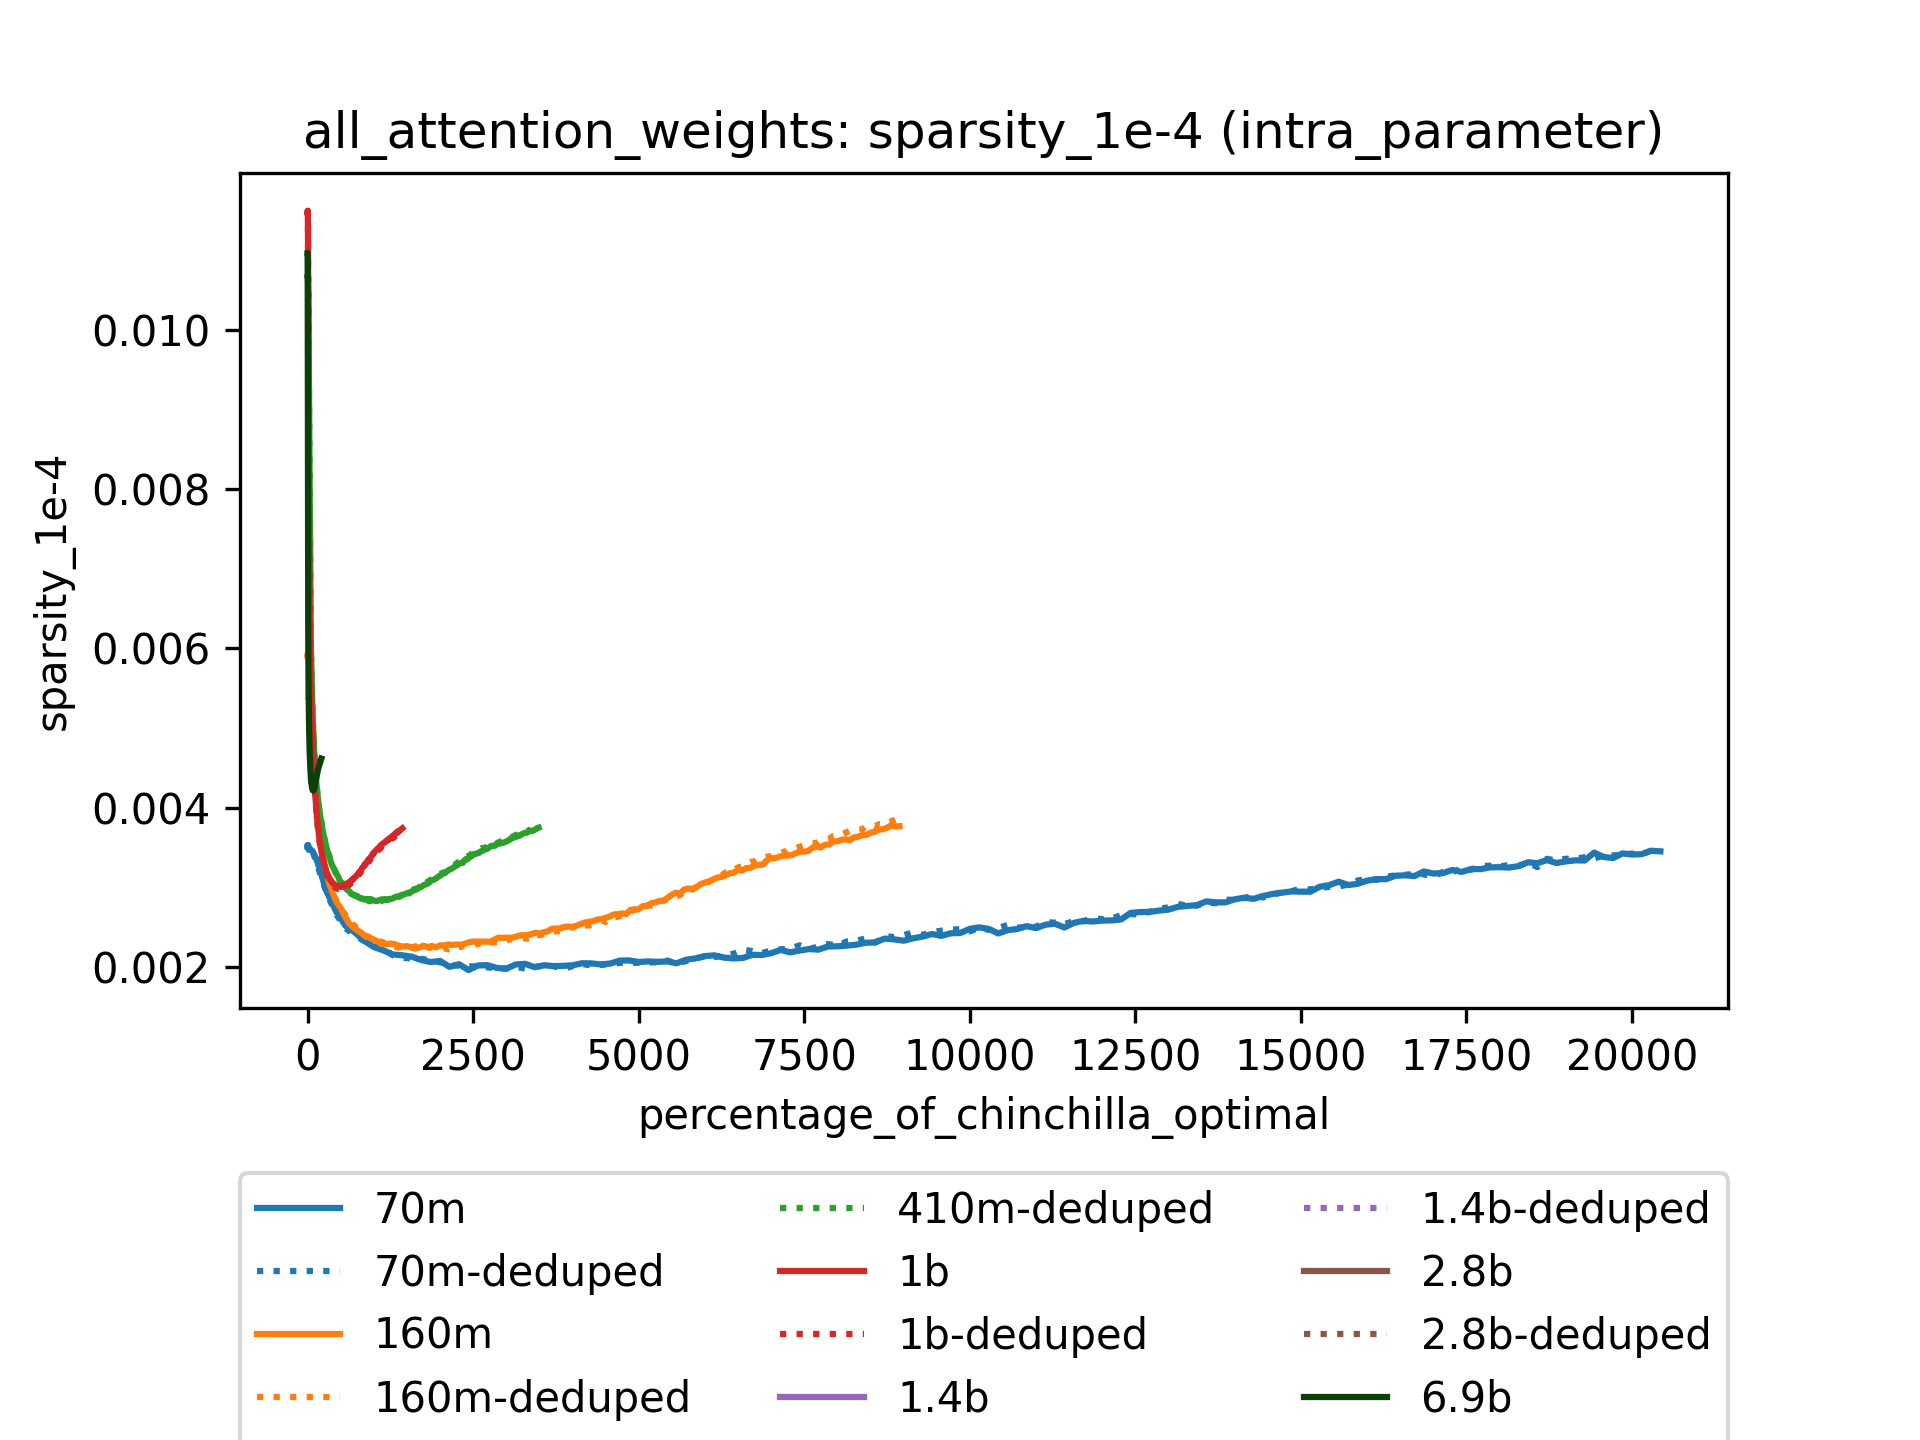 all_attention_weights: sparsity_1e-4 (intra_parameter)
sparsity_1e-4
0.010
0.008
0.006
0.004
0.002
0 2500 5000 7500 10000 12500 15000 17500 20000
percentage_of_chinchilla_optimal
70m 410m-deduped 1.4b-deduped
70m-deduped 1b 2.8b
160m 1b-deduped 2.8b-deduped
160m-deduped 1.4b 6.9b